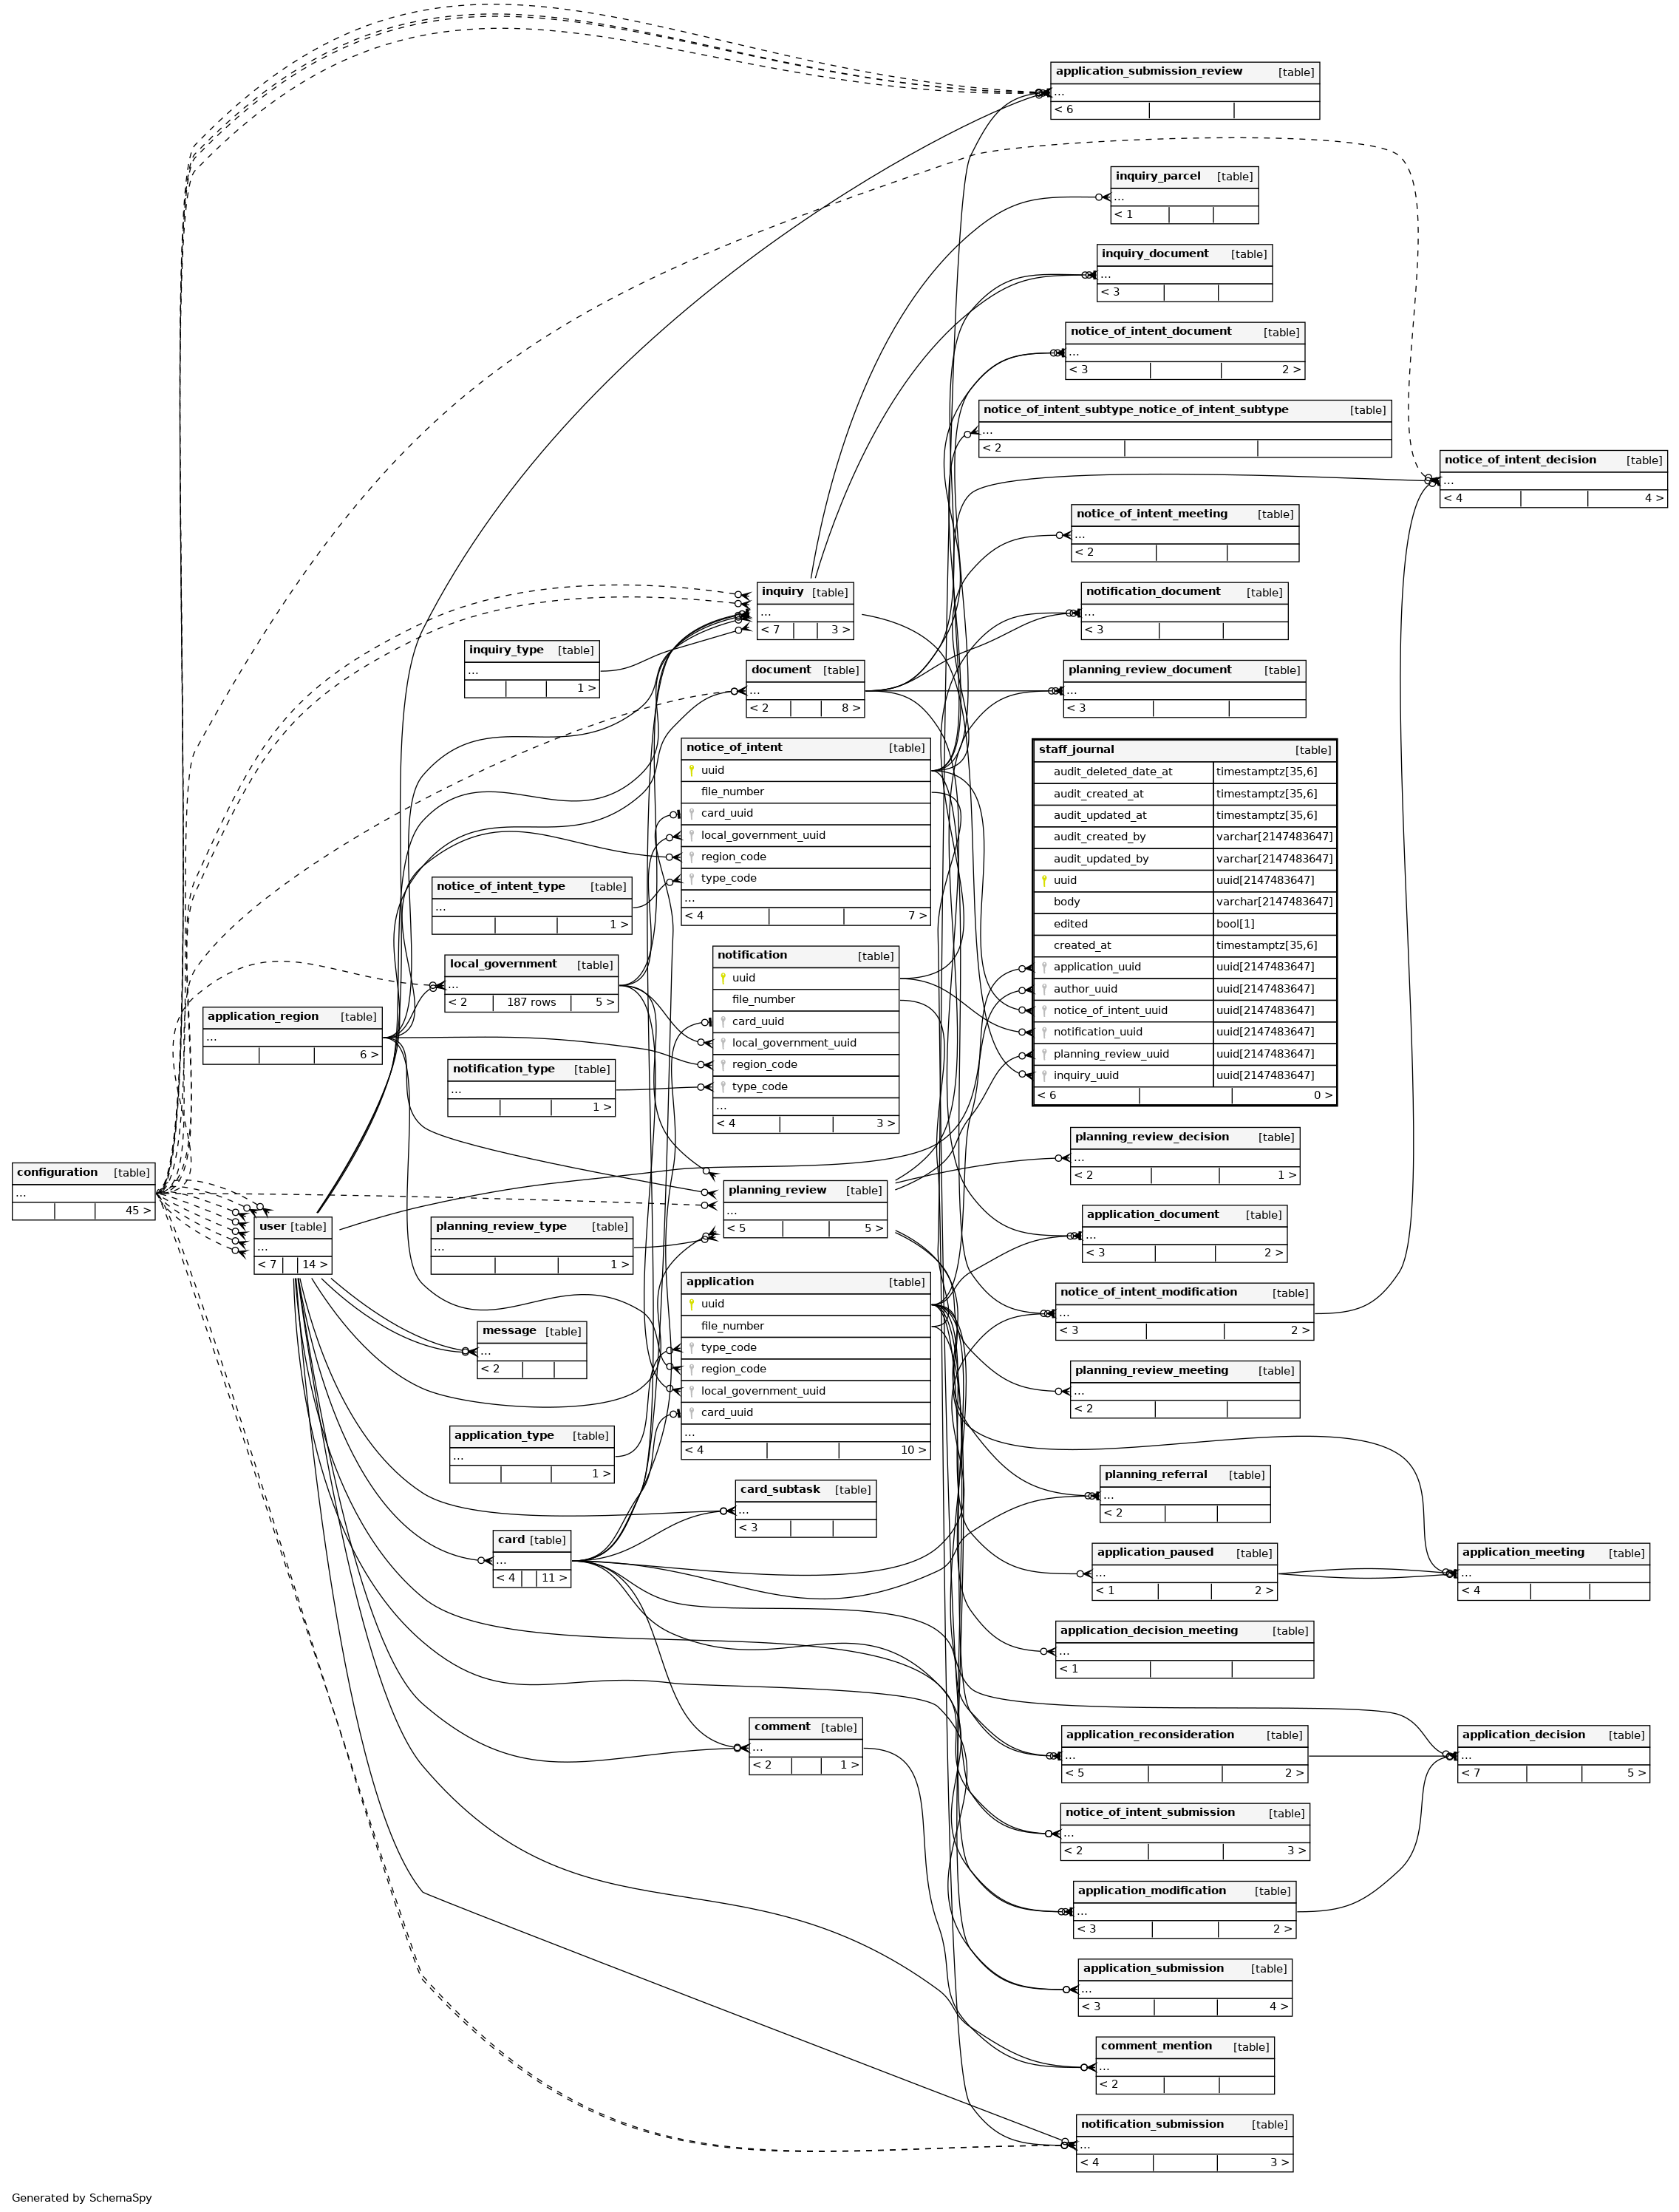 application_submission_review [table]
...
< 6
inquiry_parcel [table]
...
< 1
inquiry_document [table]
...
< 3
notice_of_intent_document [table]
...
< 3 2 >
notice_of_intent_subtype_notice_of_intent_subtype [table]
...
< 2
notice_of_intent_decision [table]
...
< 4 4 >
notice_of_intent_meeting [table]
...
< 2
inquiry [table]
...
< 7 3 >
notification_document [table]
...
< 3
inquiry_type [table]
...
1 >
document [table]
...
< 2 8 >
planning_review_document [table]
...
< 3
notice_of_intent [table]
uuid
file_number
card_uuid
local_government_uuid
region_code
type_code
...
< 4 7 >
staff_journal [table]
audit_deleted_date_at timestamptz[35,6]
audit_created_at timestamptz[35,6]
audit_updated_at timestamptz[35,6]
audit_created_by varchar[2147483647]
audit_updated_by varchar[2147483647]
uuid uuid[2147483647]
body varchar[2147483647]
edited bool[1]
created_at timestamptz[35,6]
application_uuid uuid[2147483647]
author_uuid uuid[2147483647]
notice_of_intent_uuid uuid[2147483647]
notification_uuid uuid[2147483647]
planning_review_uuid uuid[2147483647]
inquiry_uuid uuid[2147483647]
< 6 0 >
notice_of_intent_type [table]
...
1 >
notification [table]
uuid
file_number
card_uuid
local_government_uuid
region_code
type_code
...
< 4 3 >
local_government [table]
...
< 2 187 rows 5 >
application_region [table]
...
6 >
notification_type [table]
...
1 >
planning_review_decision [table]
...
< 2 1 >
configuration [table]
...
45 >
planning_review [table]
...
< 5 5 >
application_document [table]
...
< 3 2 >
user [table]
...
< 7 14 >
planning_review_type [table]
...
1 >
application [table]
uuid
file_number
type_code
region_code
local_government_uuid
card_uuid
...
< 4 10 >
notice_of_intent_modification [table]
...
< 3 2 >
message [table]
...
< 2
planning_review_meeting [table]
...
< 2
application_type [table]
...
1 >
planning_referral [table]
...
< 2
card_subtask [table]
...
< 3
card [table]
...
< 4 11 >
application_paused [table]
...
< 1 2 >
application_meeting [table]
...
< 4
application_decision_meeting [table]
...
< 1
comment [table]
...
< 2 1 >
application_reconsideration [table]
...
< 5 2 >
application_decision [table]
...
< 7 5 >
notice_of_intent_submission [table]
...
< 2 3 >
application_modification [table]
...
< 3 2 >
application_submission [table]
...
< 3 4 >
comment_mention [table]
...
< 2
notification_submission [table]
...
< 4 3 >
Generated by SchemaSpy